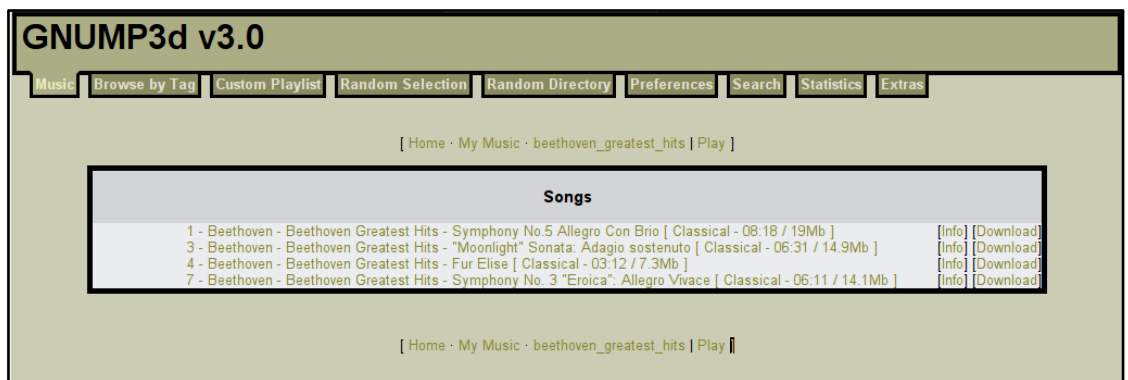 GNUMP3d v3.0
Music Browse by Tag Custom Playlist Random Selection Random Directory Preferences Search Statistics Extras
[ Home · My Music · beethoven_greatest_hits | Play ]
Songs
1 - Beethoven - Beethoven Greatest Hits - Symphony No.5 Allegro Con Brio [ Classical - 08:18 / 19Mb ] [Info] [Download]
3 - Beethoven - Beethoven Greatest Hits - "Moonlight" Sonata: Adagio sostenuto [ Classical - 06:31 / 14.9Mb ] [Info] [Download]
4 - Beethoven - Beethoven Greatest Hits - Fur Elise [ Classical - 03:12 / 7.3Mb ] [Info] [Download]
7 - Beethoven - Beethoven Greatest Hits - Symphony No. 3 "Eroica": Allegro Vivace [ Classical - 06:11 / 14.1Mb ] [Info] [Download]
[ Home · My Music · beethoven_greatest_hits | Play ]